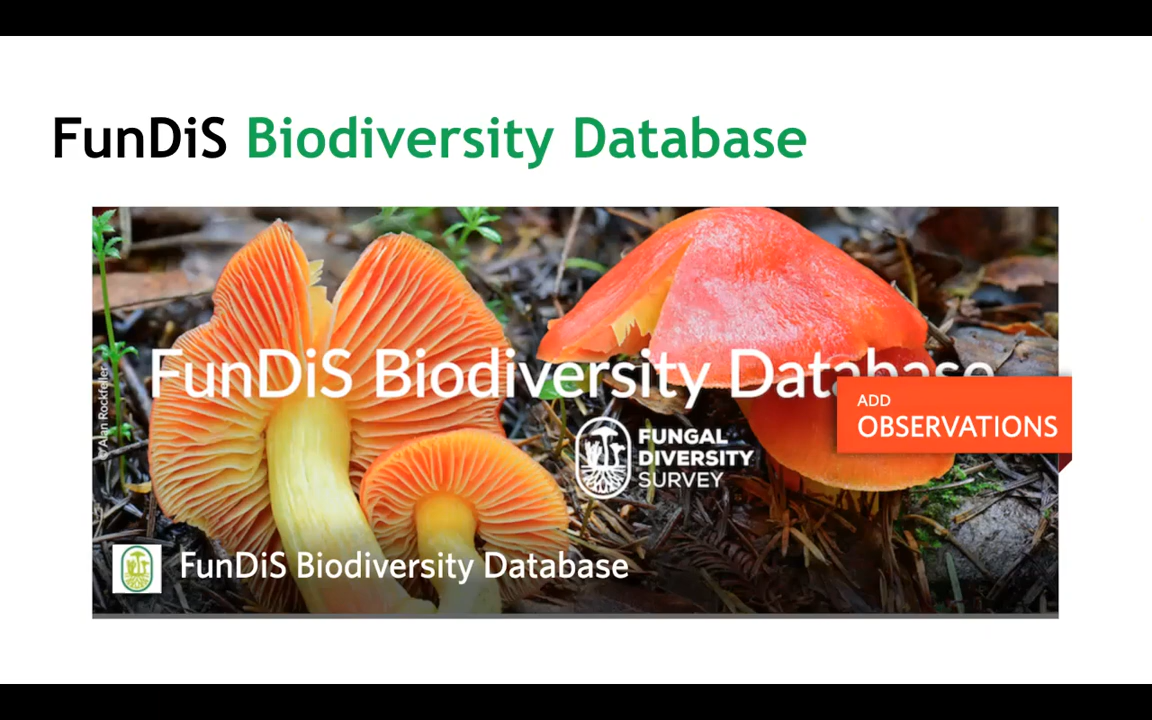 FunDiS Biodiversity Database
FunDiS Biodiversity Database
© Alan Rockefeller
ADD
OBSERVATIONS
FUNGAL
DIVERSITY
SURVEY
FunDiS Biodiversity Database